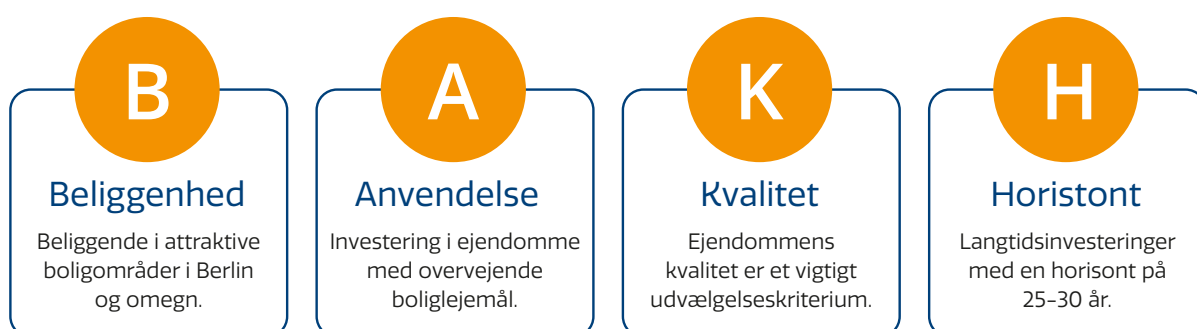 B
Beliggenhed
Beliggende i attraktive
boligområder i Berlin
og omegn.
A
Anvendelse
Investering i ejendomme
med overvejende
boliglejemål.
K
Kvalitet
Ejendommens
kvalitet er et vigtigt
udvælgelseskriterium.
H
Horistont
Langtidsinvesteringer
med en horisont på
25-30 år.